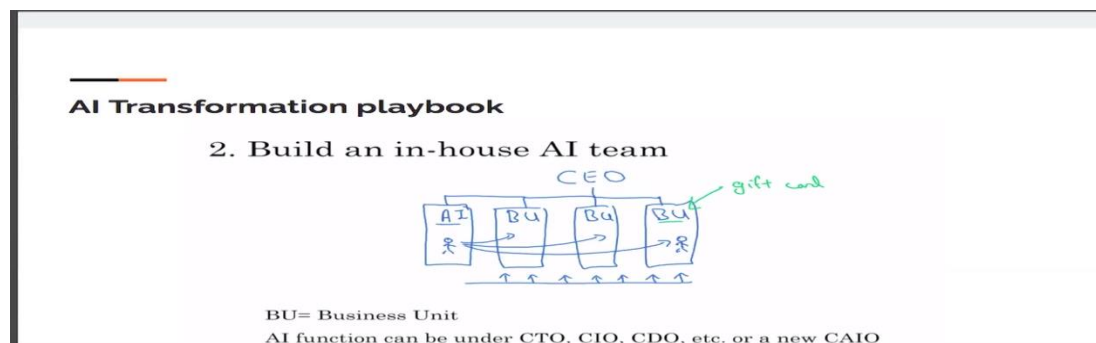 AI Transformation playbook
2. Build an in-house AI team
CEO
gift card
AI BU BU BU
BU= Business Unit
AI function can be under CTO, CIO, CDO, etc. or a new CAIO